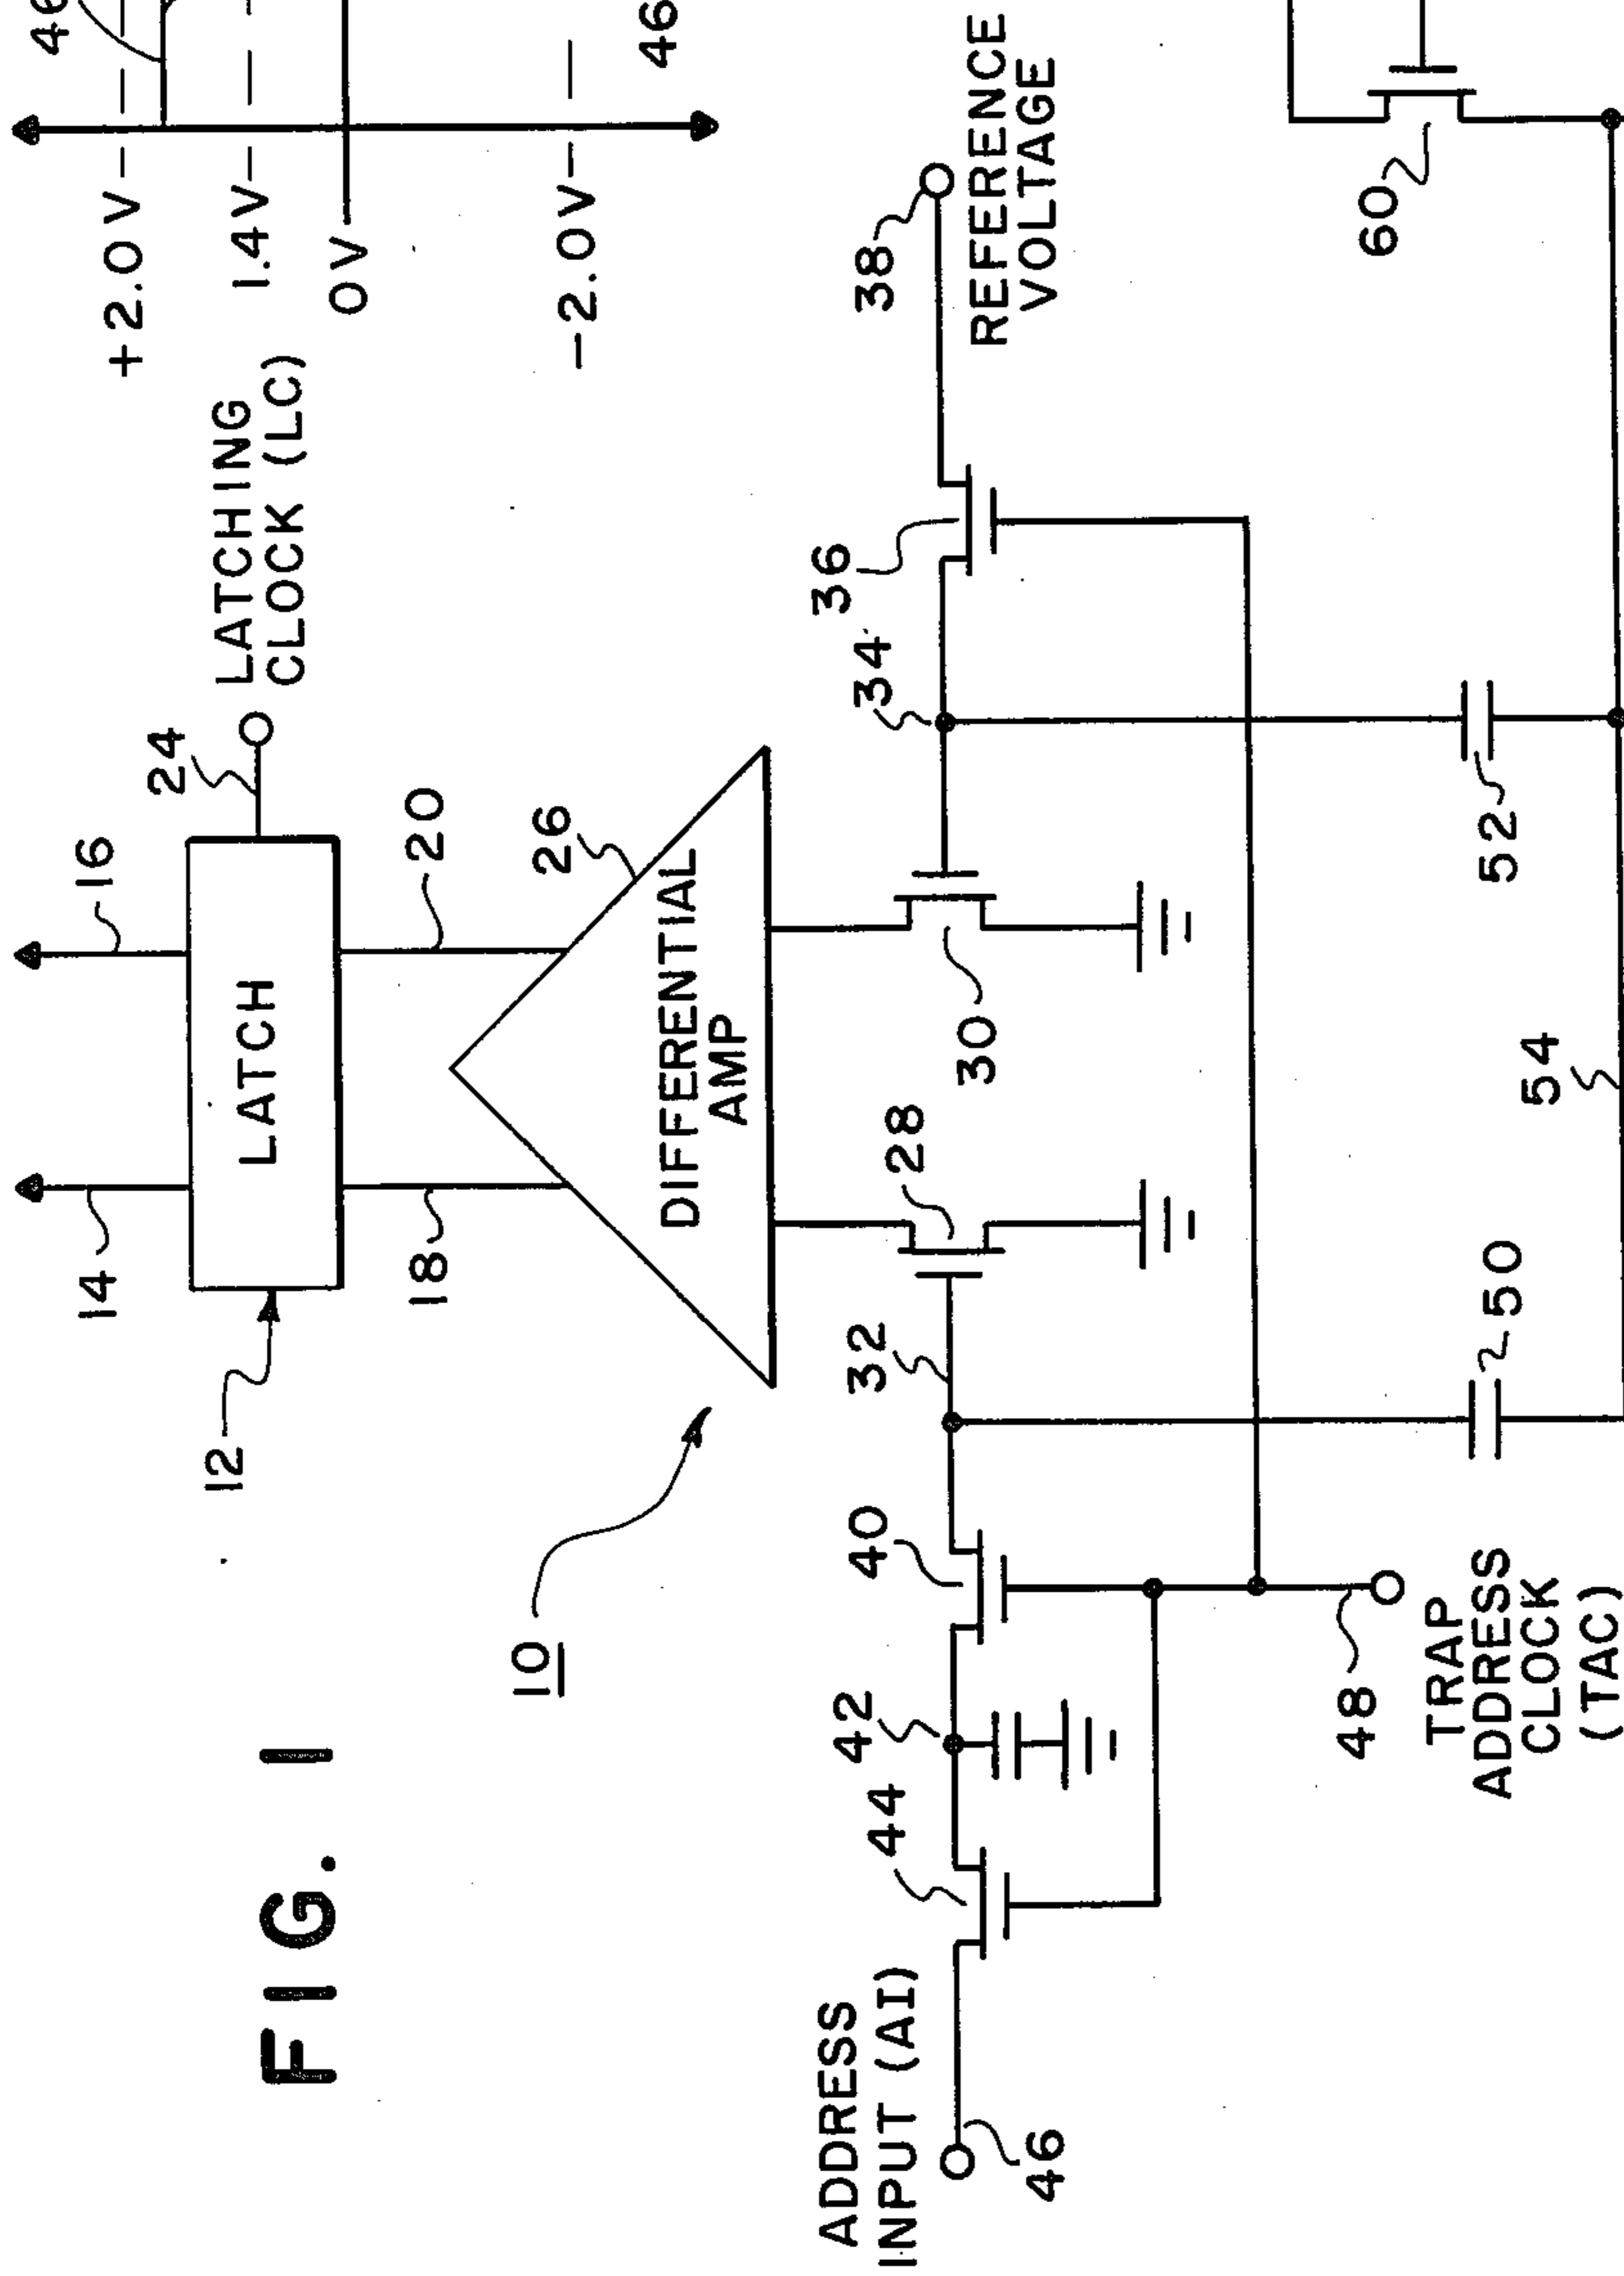 FIG. 1
10
12
14
16
LATCH
24
LATCHING
CLOCK (LC)
18
20
26
DIFFERENTIAL
AMP
28
30
32
34
36
38
REFERENCE
VOLTAGE
ADDRESS
INPUT (AI)
46
44
42
40
48
TRAP
ADDRESS
CLOCK
(TAC)
50
52
54
60
+2.0V
1.4V
0V
-2.0V
46
46